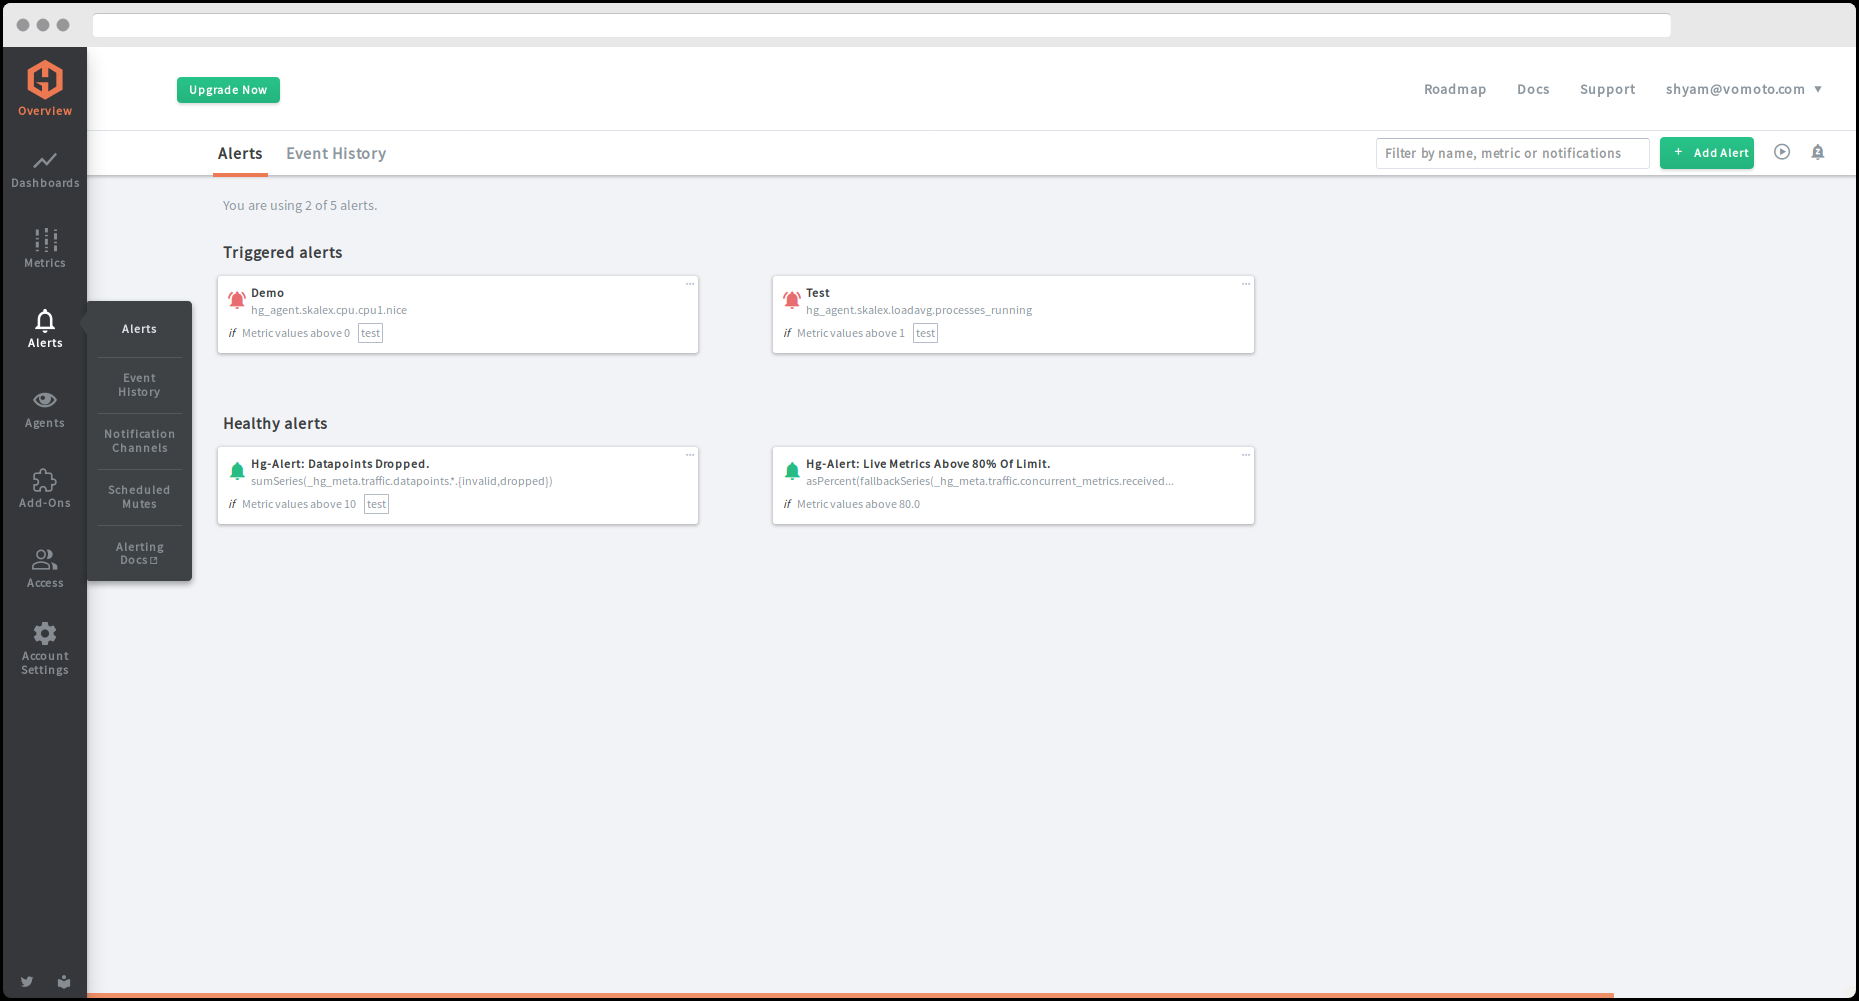 Overview
Dashboards
Metrics
Alerts
Agents
Add-Ons
Access
Account
Settings
Alerts
Event
History
Notification
Channels
Scheduled
Mutes
Alerting
Docs
Upgrade Now
Roadmap
Docs
Support
shyam@vomoto.com ▼
Alerts
Event History
Filter by name, metric or notifications
+ Add Alert
You are using 2 of 5 alerts.
Triggered alerts
Demo
hg_agent.skalex.cpu.cpu1.nice
if Metric values above 0 test
Test
hg_agent.skalex.loadavg.processes_running
if Metric values above 1 test
Healthy alerts
Hg-Alert: Datapoints Dropped.
sumSeries(_hg_meta.traffic.datapoints.*.{invalid,dropped})
if Metric values above 10 test
Hg-Alert: Live Metrics Above 80% Of Limit.
asPercent(fallbackSeries(_hg_meta.traffic.concurrent_metrics.received...
if Metric values above 80.0